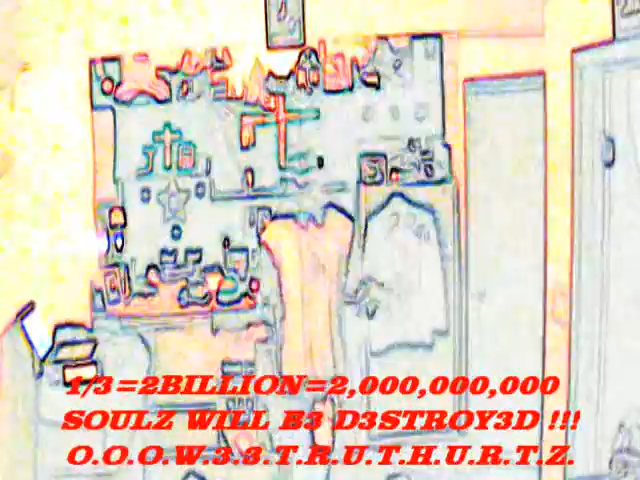 1/3=2BILLION=2,000,000,000
SOULZ WILL B3 D3STROY3D !!!
O.O.O.W.3.3.T.R.U.T.H.U.R.T.Z.